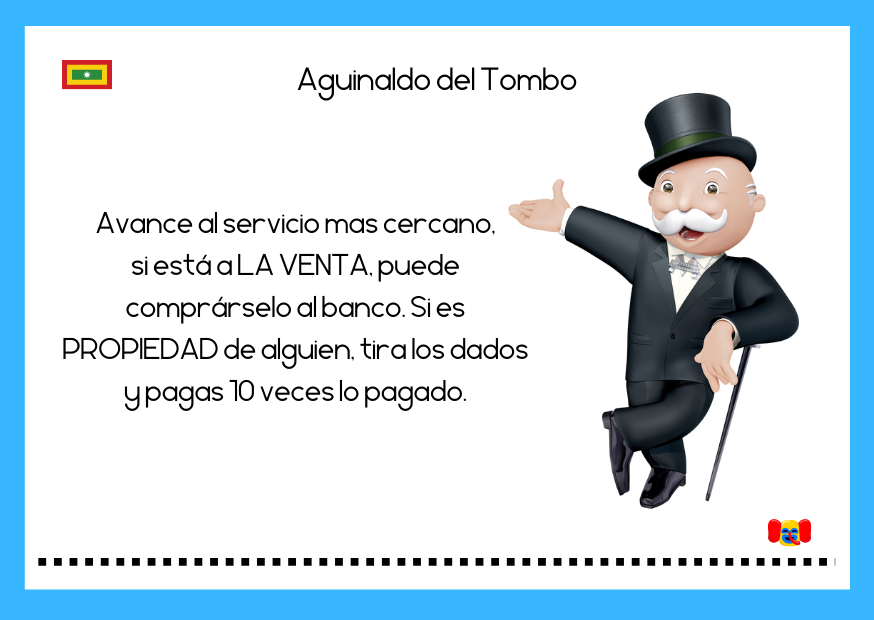 Aguinaldo del Tombo
Avance al servicio mas cercano,
si está a LA VENTA, puede
comprárselo al banco. Si es
PROPIEDAD de alguien, tira los dados
y pagas 10 veces lo pagado.